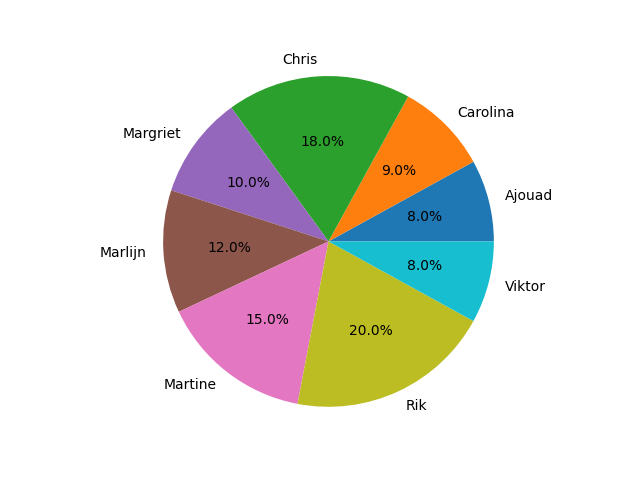 Chris
Carolina
Margriet
18.0%
9.0%
10.0%
Ajouad
8.0%
Marlijn
12.0%
8.0%
Viktor
15.0%
20.0%
Martine
Rik